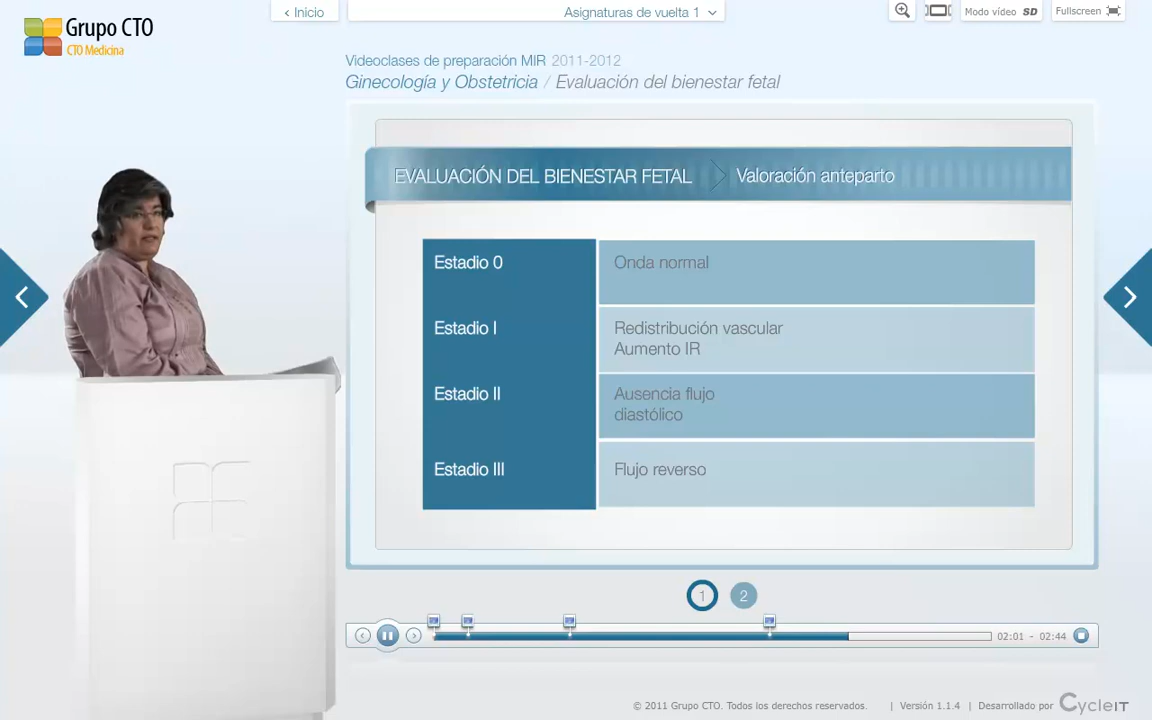 Grupo CTO
CTO Medicina
‹ Inicio
Asignaturas de vuelta 1
Modo vídeo SD
Fullscreen
Videoclases de preparación MIR 2011-2012
Ginecología y Obstetricia / Evaluación del bienestar fetal
EVALUACIÓN DEL BIENESTAR FETAL
Valoración anteparto
Estadio 0
Onda normal
Estadio I
Redistribución vascular
Aumento IR
Estadio II
Ausencia flujo
diastólico
Estadio III
Flujo reverso
1
2
02:01 - 02:44
© 2011 Grupo CTO. Todos los derechos reservados. | Versión 1.1.4 | Desarrollado por CycleIT